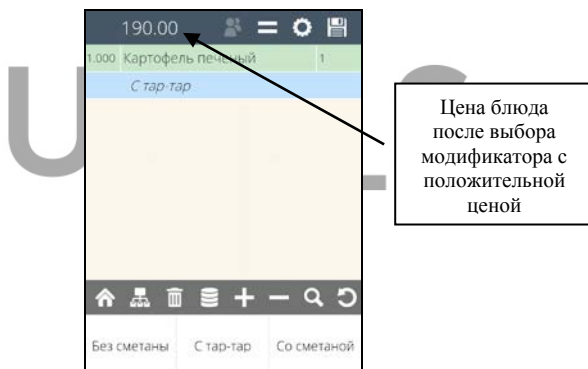 190.00
1.000 Картофель печеный 1
С тар-тар
Цена блюда
после выбора
модификатора с
положительной
ценой
Без сметаны С тар-тар Со сметаной